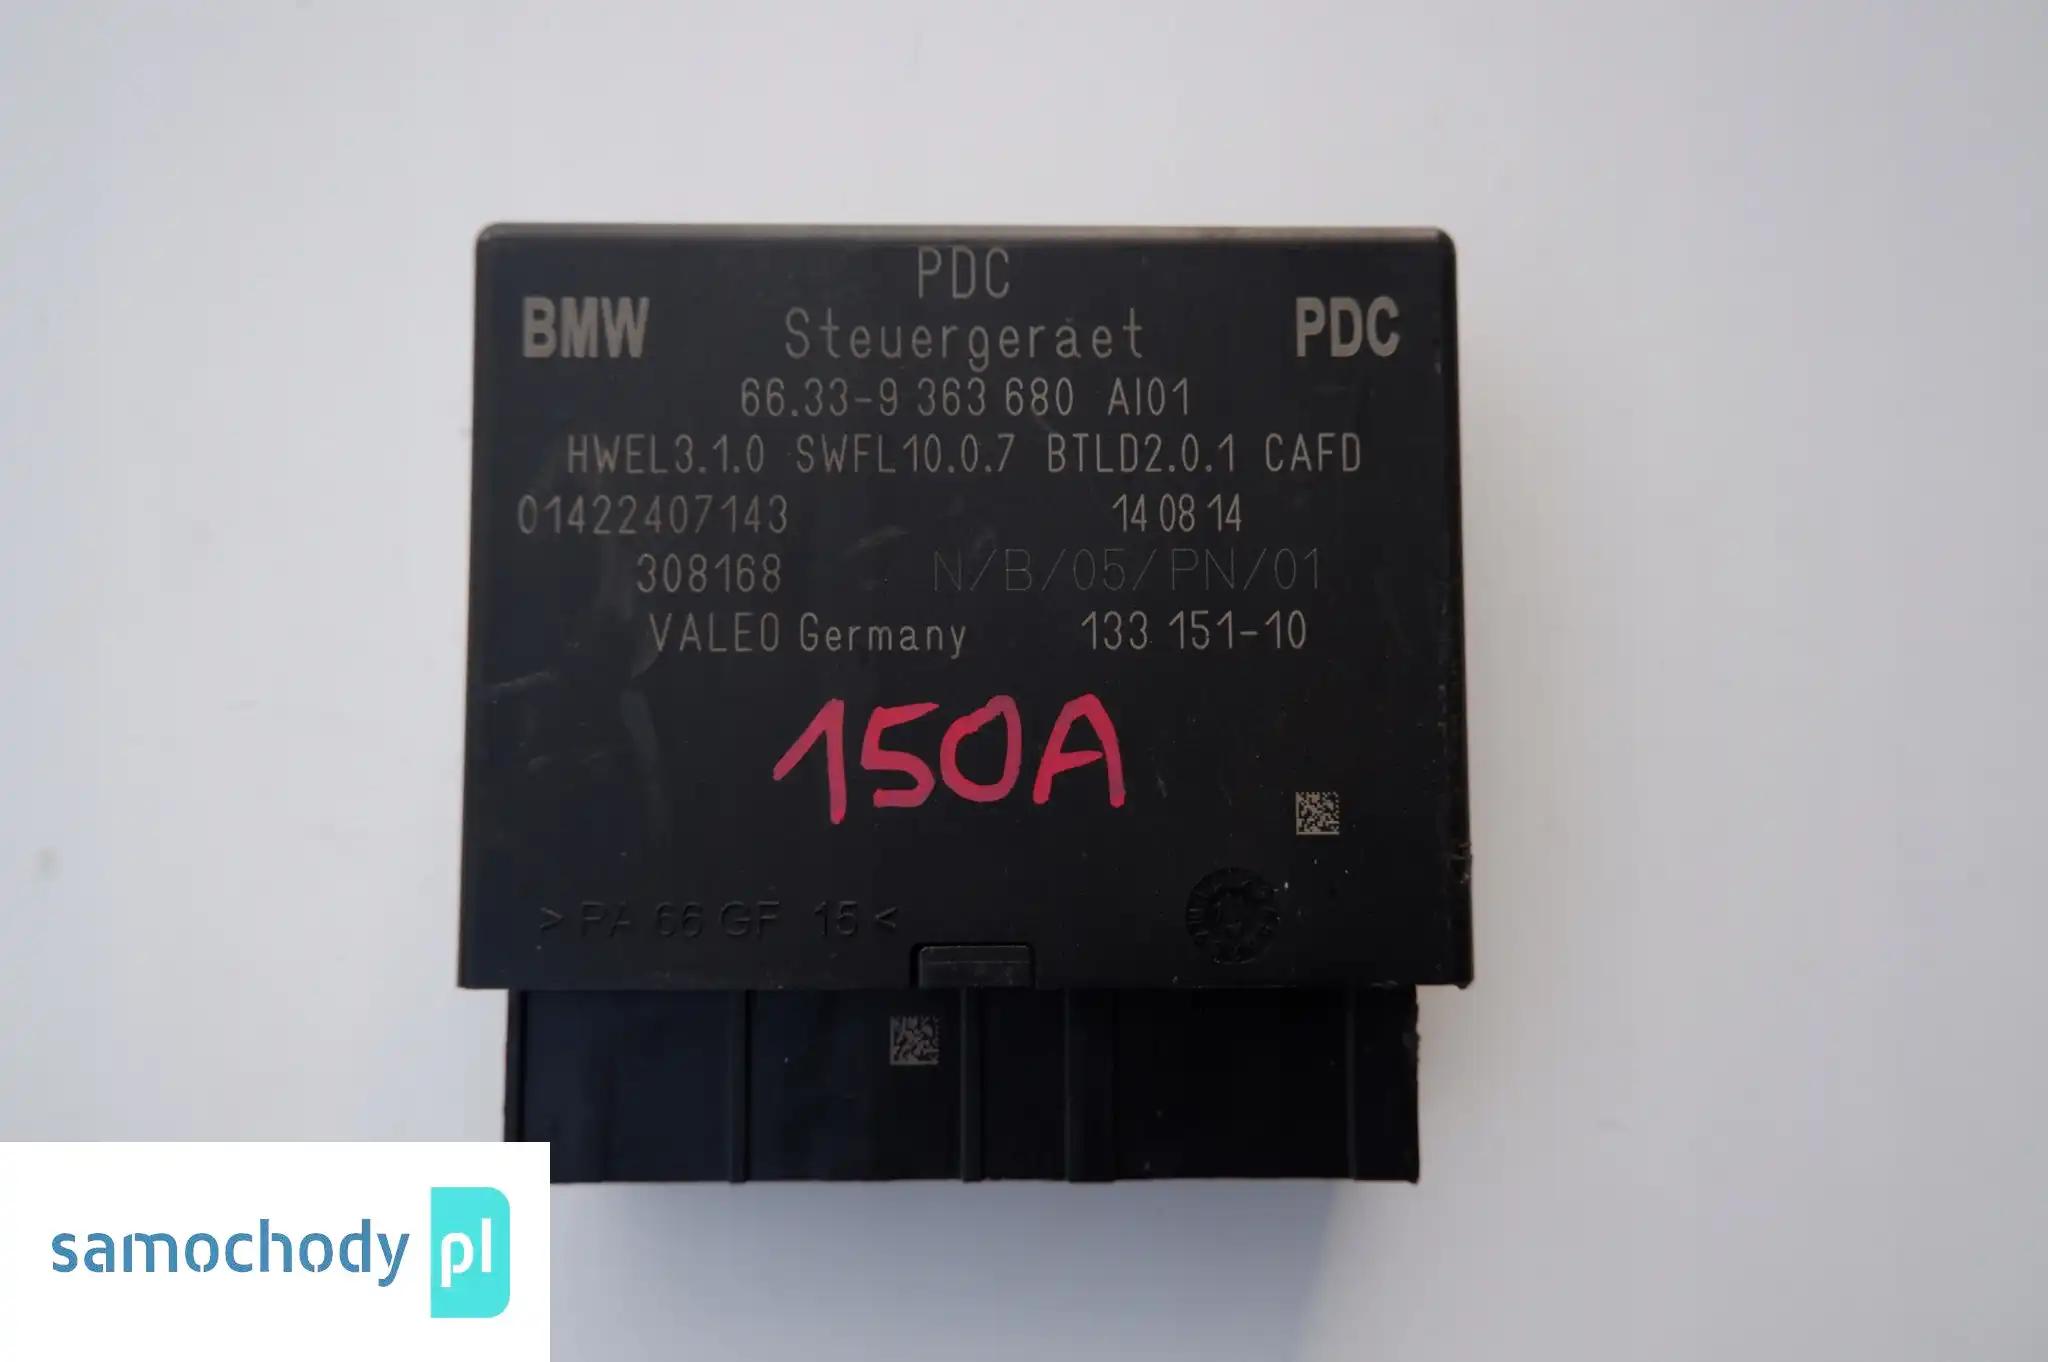 PDC
BMW Steuergeraet PDC
66.33-9 363 680 AI01
HWEL3.1.0 SWFL10.0.7 BTLD2.0.1 CAFD
01422407143 14 08 14
308168 N/B/05/PN/01
VALEO Germany 133 151-10
150A
>PA 66 GF 15<
samochody pl